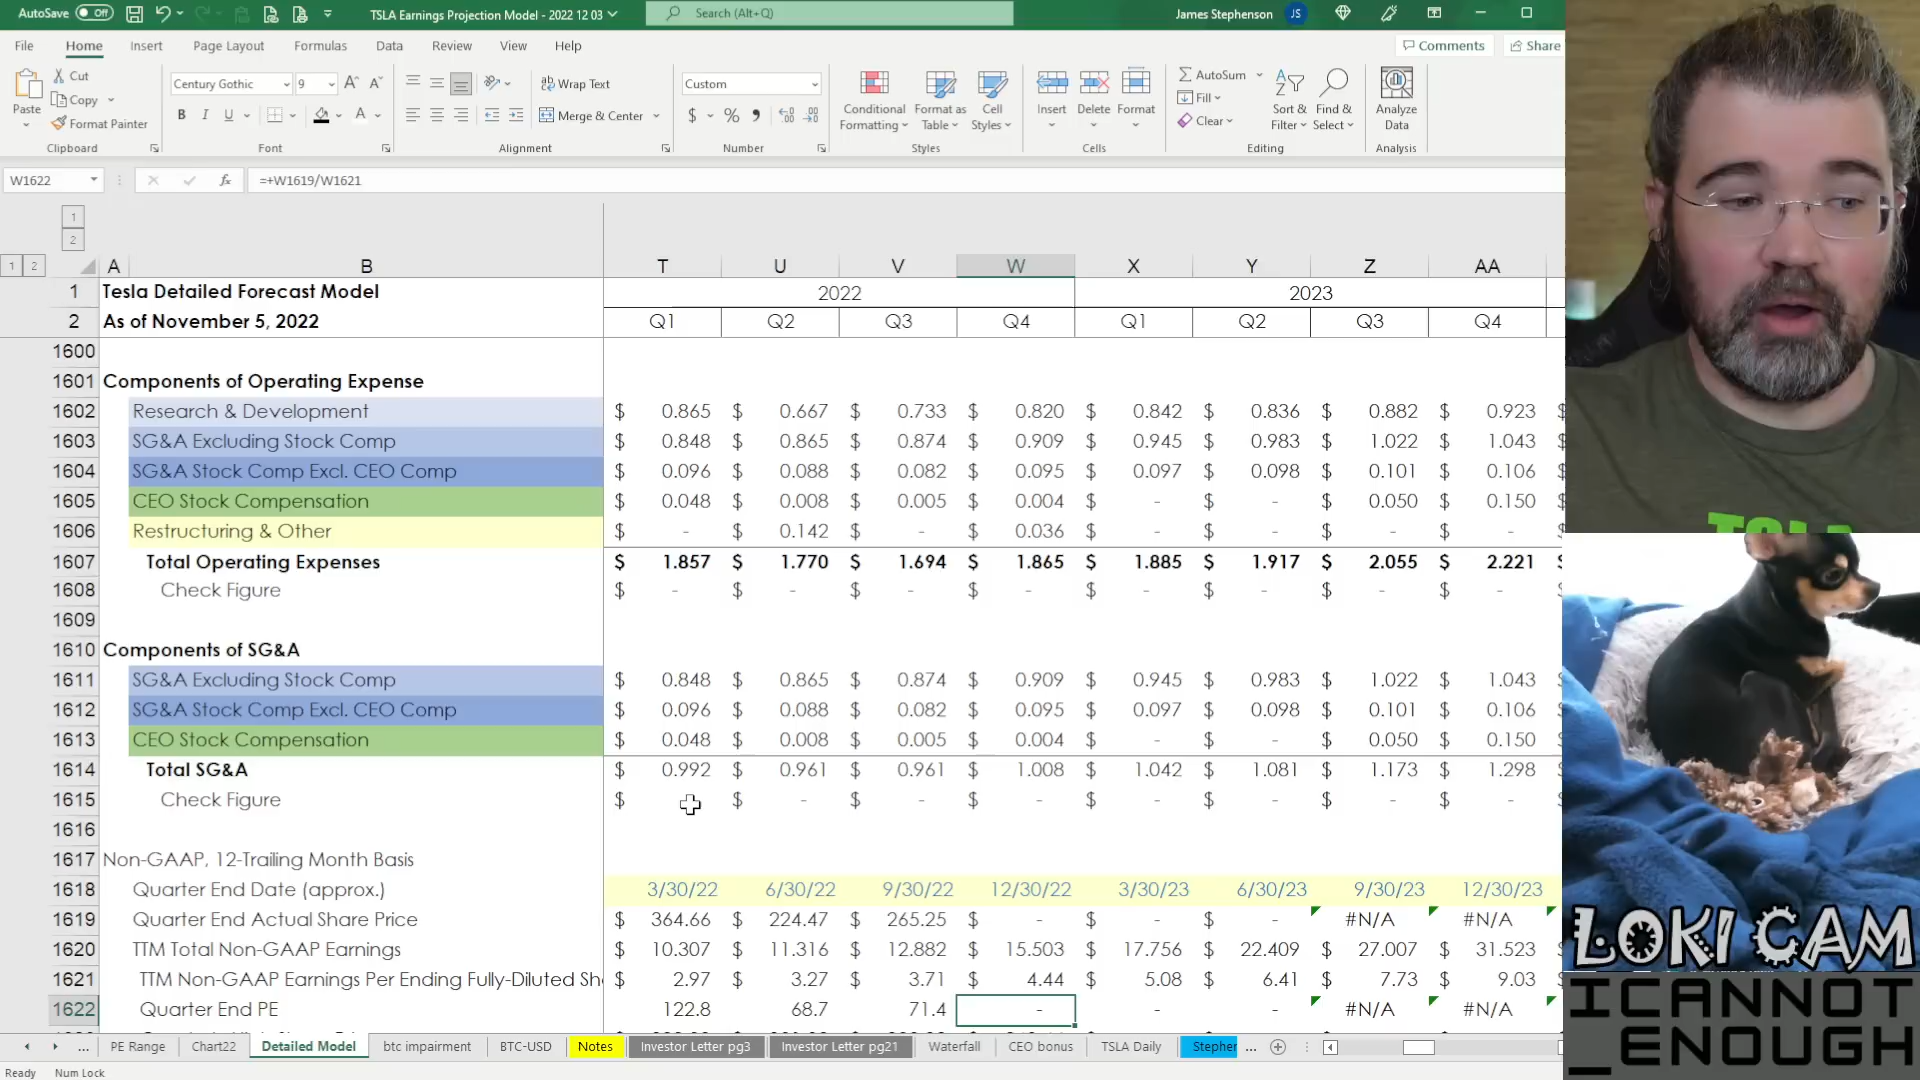 AutoSave Off TSLA Earnings Projection Model - 2022 12 03 Search (Alt+Q) James Stephenson JS
File Home Insert Page Layout Formulas Data Review View Help Comments Share
Paste Cut Copy Format Painter
Century Gothic 9 Wrap Text Merge & Center Custom
B I U A $ %
Conditional Formatting Format as Table Cell Styles Insert Delete Format
AutoSum Fill Clear Sort & Filter Find & Select Analyze Data
Clipboard Font Alignment Number Styles Cells Editing Analysis
W1622 fx =+W1619/W1621
1
2
1 2 A B T U V W X Y Z AA
1 Tesla Detailed Forecast Model 2022 2023
2 As of November 5, 2022 Q1 Q2 Q3 Q4 Q1 Q2 Q3 Q4
1600
1601 Components of Operating Expense
1602 Research & Development $ 0.865 $ 0.667 $ 0.733 $ 0.820 $ 0.842 $ 0.836 $ 0.882 $ 0.923
1603 SG&A Excluding Stock Comp $ 0.848 $ 0.865 $ 0.874 $ 0.909 $ 0.945 $ 0.983 $ 1.022 $ 1.043
1604 SG&A Stock Comp Excl. CEO Comp $ 0.096 $ 0.088 $ 0.082 $ 0.095 $ 0.097 $ 0.098 $ 0.101 $ 0.106
1605 CEO Stock Compensation $ 0.048 $ 0.008 $ 0.005 $ 0.004 $ - $ - $ 0.050 $ 0.150
1606 Restructuring & Other $ - $ 0.142 $ - $ 0.036 $ - $ - $ - $ -
1607 Total Operating Expenses $ 1.857 $ 1.770 $ 1.694 $ 1.865 $ 1.885 $ 1.917 $ 2.055 $ 2.221
1608 Check Figure $ - $ - $ - $ - $ - $ - $ - $ -
1609
1610 Components of SG&A
1611 SG&A Excluding Stock Comp $ 0.848 $ 0.865 $ 0.874 $ 0.909 $ 0.945 $ 0.983 $ 1.022 $ 1.043
1612 SG&A Stock Comp Excl. CEO Comp $ 0.096 $ 0.088 $ 0.082 $ 0.095 $ 0.097 $ 0.098 $ 0.101 $ 0.106
1613 CEO Stock Compensation $ 0.048 $ 0.008 $ 0.005 $ 0.004 $ - $ - $ 0.050 $ 0.150
1614 Total SG&A $ 0.992 $ 0.961 $ 0.961 $ 1.008 $ 1.042 $ 1.081 $ 1.173 $ 1.298
1615 Check Figure $ $ - $ - $ - $ - $ - $ - $ -
1616
1617 Non-GAAP, 12-Trailing Month Basis
1618 Quarter End Date (approx.) 3/30/22 6/30/22 9/30/22 12/30/22 3/30/23 6/30/23 9/30/23 12/30/23
1619 Quarter End Actual Share Price $ 364.66 $ 224.47 $ 265.25 $ - $ - $ - #N/A #N/A
1620 TTM Total Non-GAAP Earnings $ 10.307 $ 11.316 $ 12.882 $ 15.503 $ 17.756 $ 22.409 $ 27.007 $ 31.523
1621 TTM Non-GAAP Earnings Per Ending Fully-Diluted Sh $ 2.97 $ 3.27 $ 3.71 $ 4.44 $ 5.08 $ 6.41 $ 7.73 $ 9.03
1622 Quarter End PE 122.8 68.7 71.4 - - - #N/A #N/A
... PE Range Chart22 Detailed Model btc impairment BTC-USD Notes Investor Letter pg3 Investor Letter pg21 Waterfall CEO bonus TSLA Daily Stepher ...
Ready Num Lock
TSLA
LOKI CAM
ICANNOT
_ENOUGH